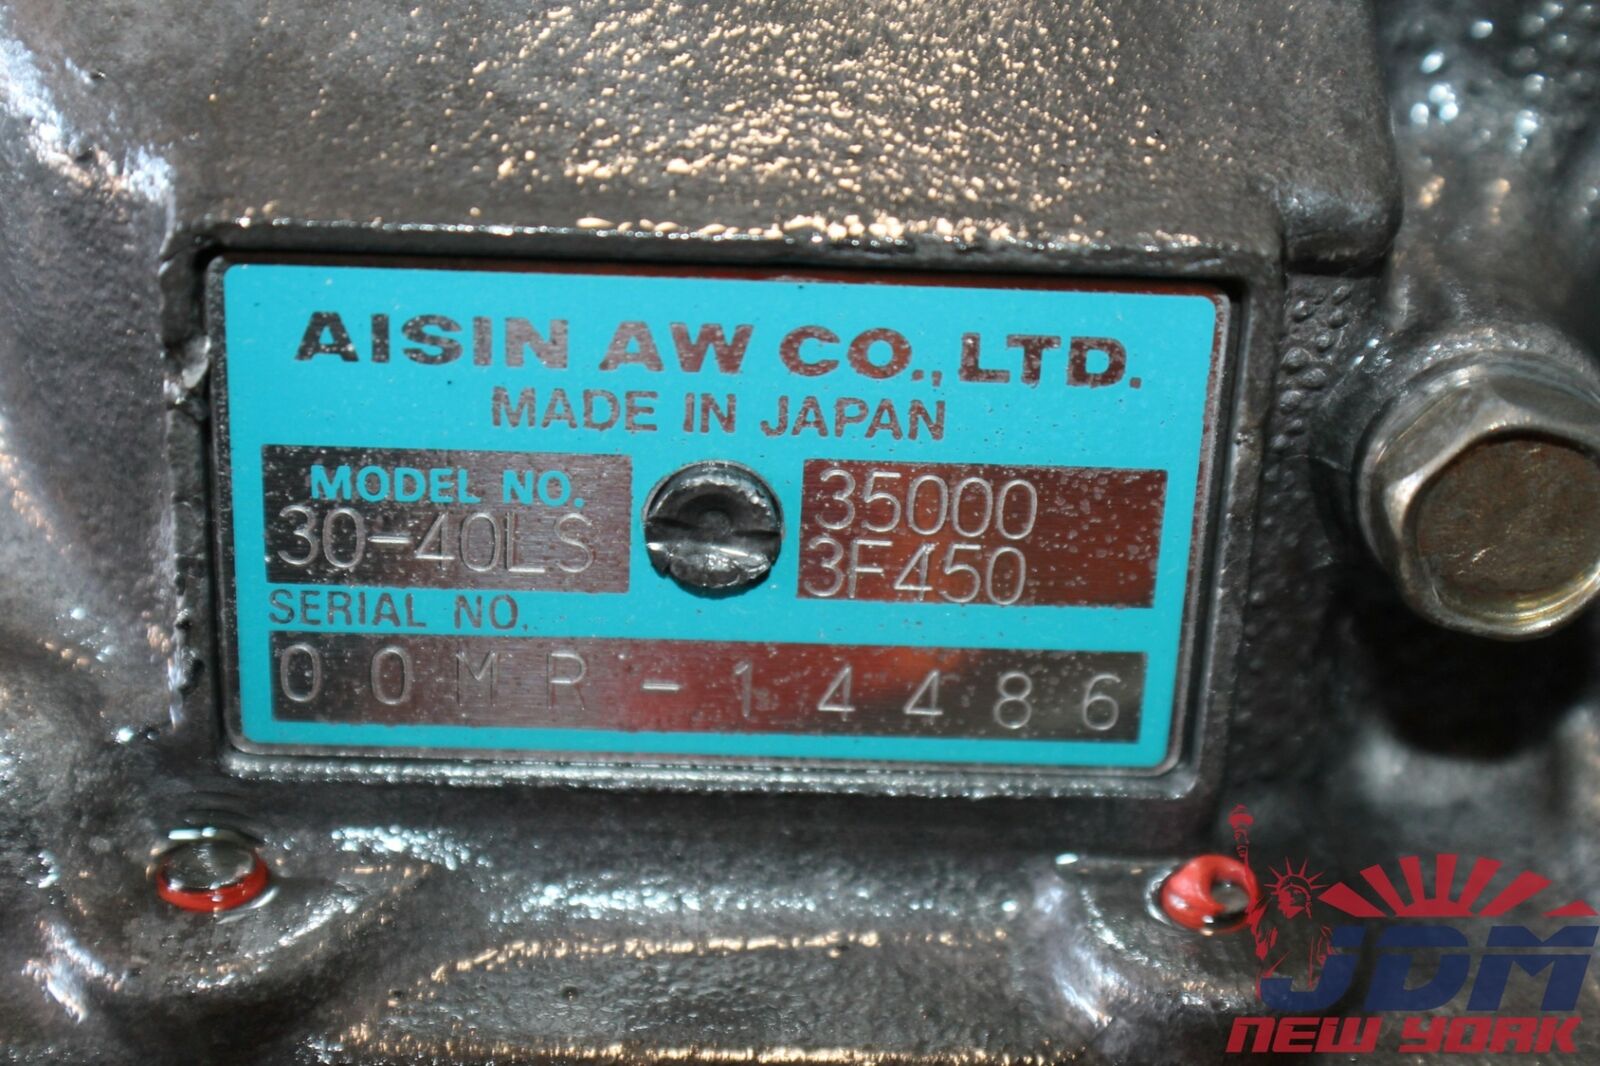 AISIN AW CO., LTD.
MADE IN JAPAN
MODEL NO.
30-40LS
35000
3F450
SERIAL NO.
00MR-14486
JDM
NEW YORK